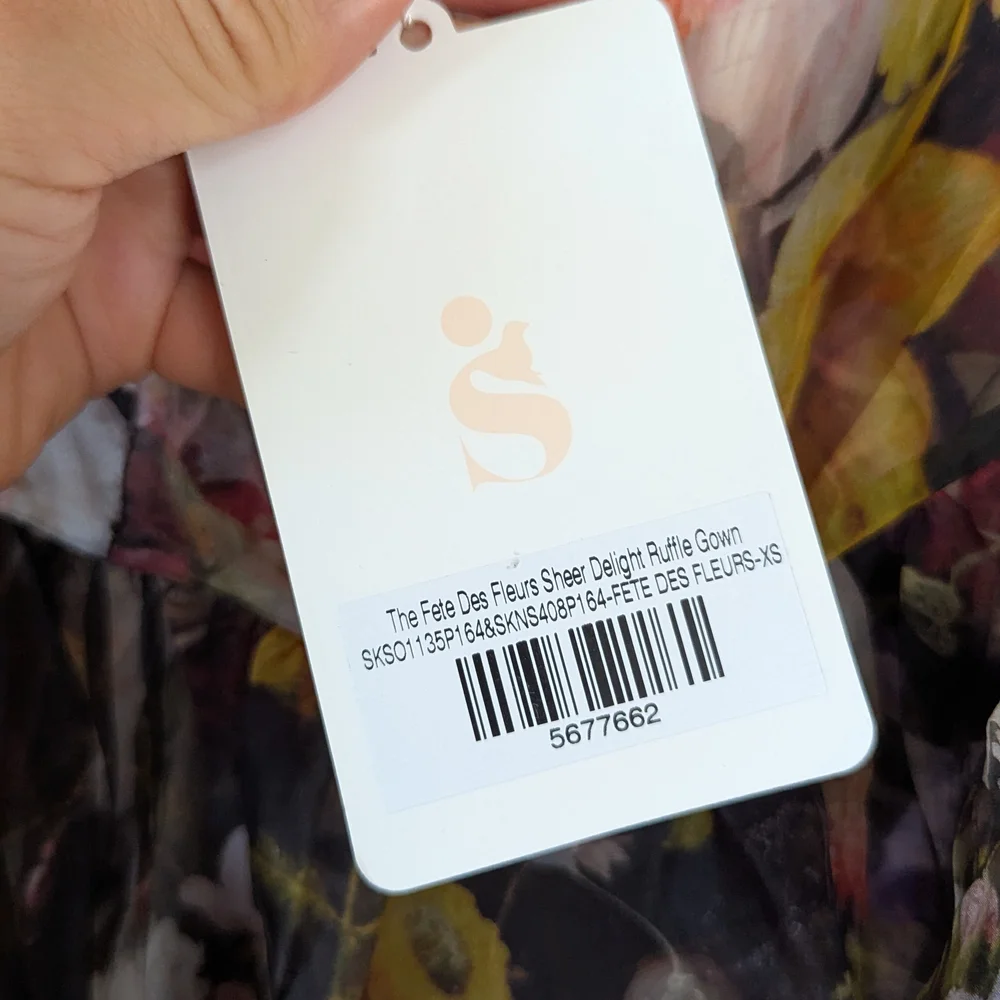 The Fete Des Fleurs Sheer Delight Ruffle Gown
SKSO1135P164&SKNS408P164-FETE DES FLEURS-XS
5677662